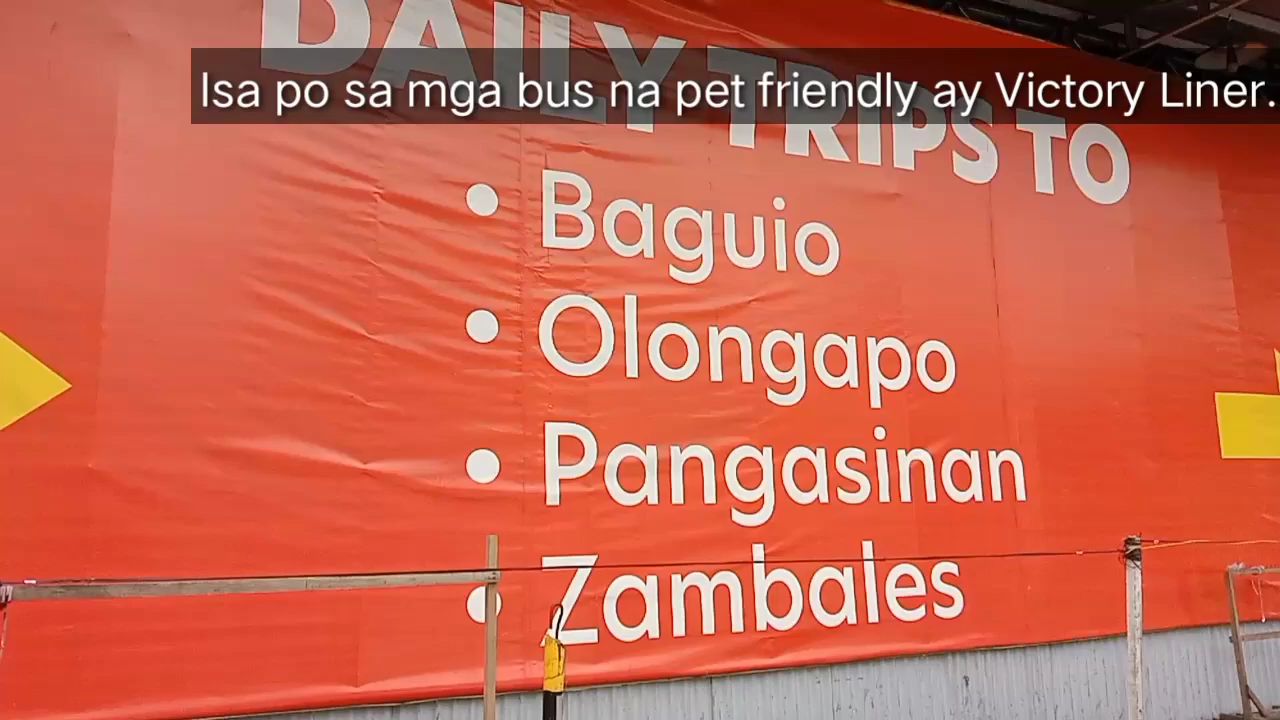 DAILY TRIPS TO
Isa po sa mga bus na pet friendly ay Victory Liner.
• Baguio
• Olongapo
• Pangasinan
• Zambales